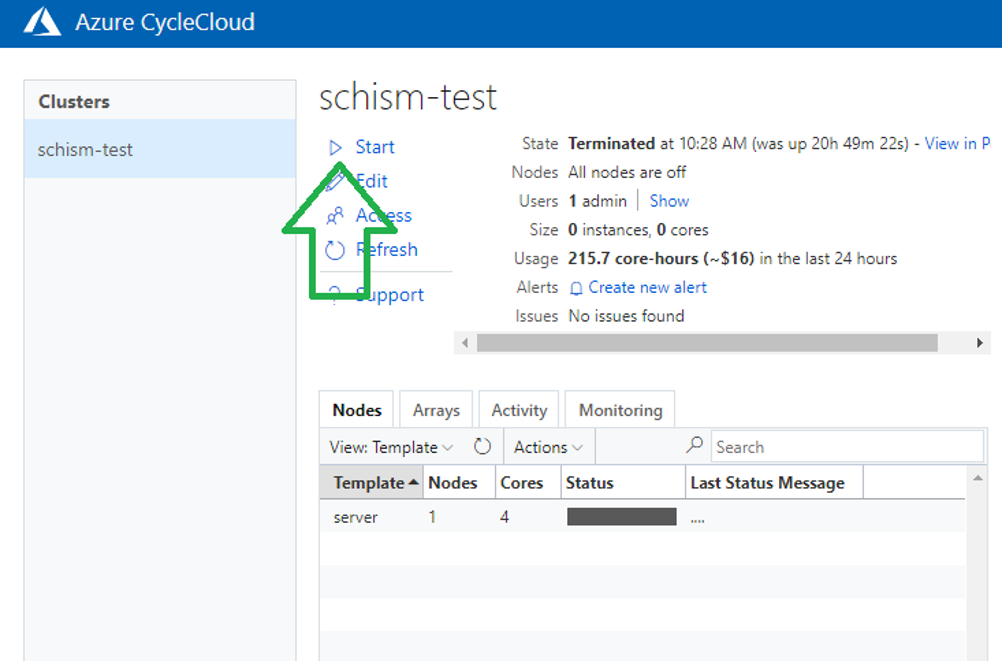 Azure CycleCloud
Clusters
schism-test
schism-test
Start
Edit
Access
Refresh
Support
State Terminated at 10:28 AM (was up 20h 49m 22s) - View in P
Nodes All nodes are off
Users 1 admin | Show
Size 0 instances, 0 cores
Usage 215.7 core-hours (~$16) in the last 24 hours
Alerts Create new alert
Issues No issues found
Nodes Arrays Activity Monitoring
View: Template Actions Search
Template Nodes Cores Status Last Status Message
server 1 4 ....